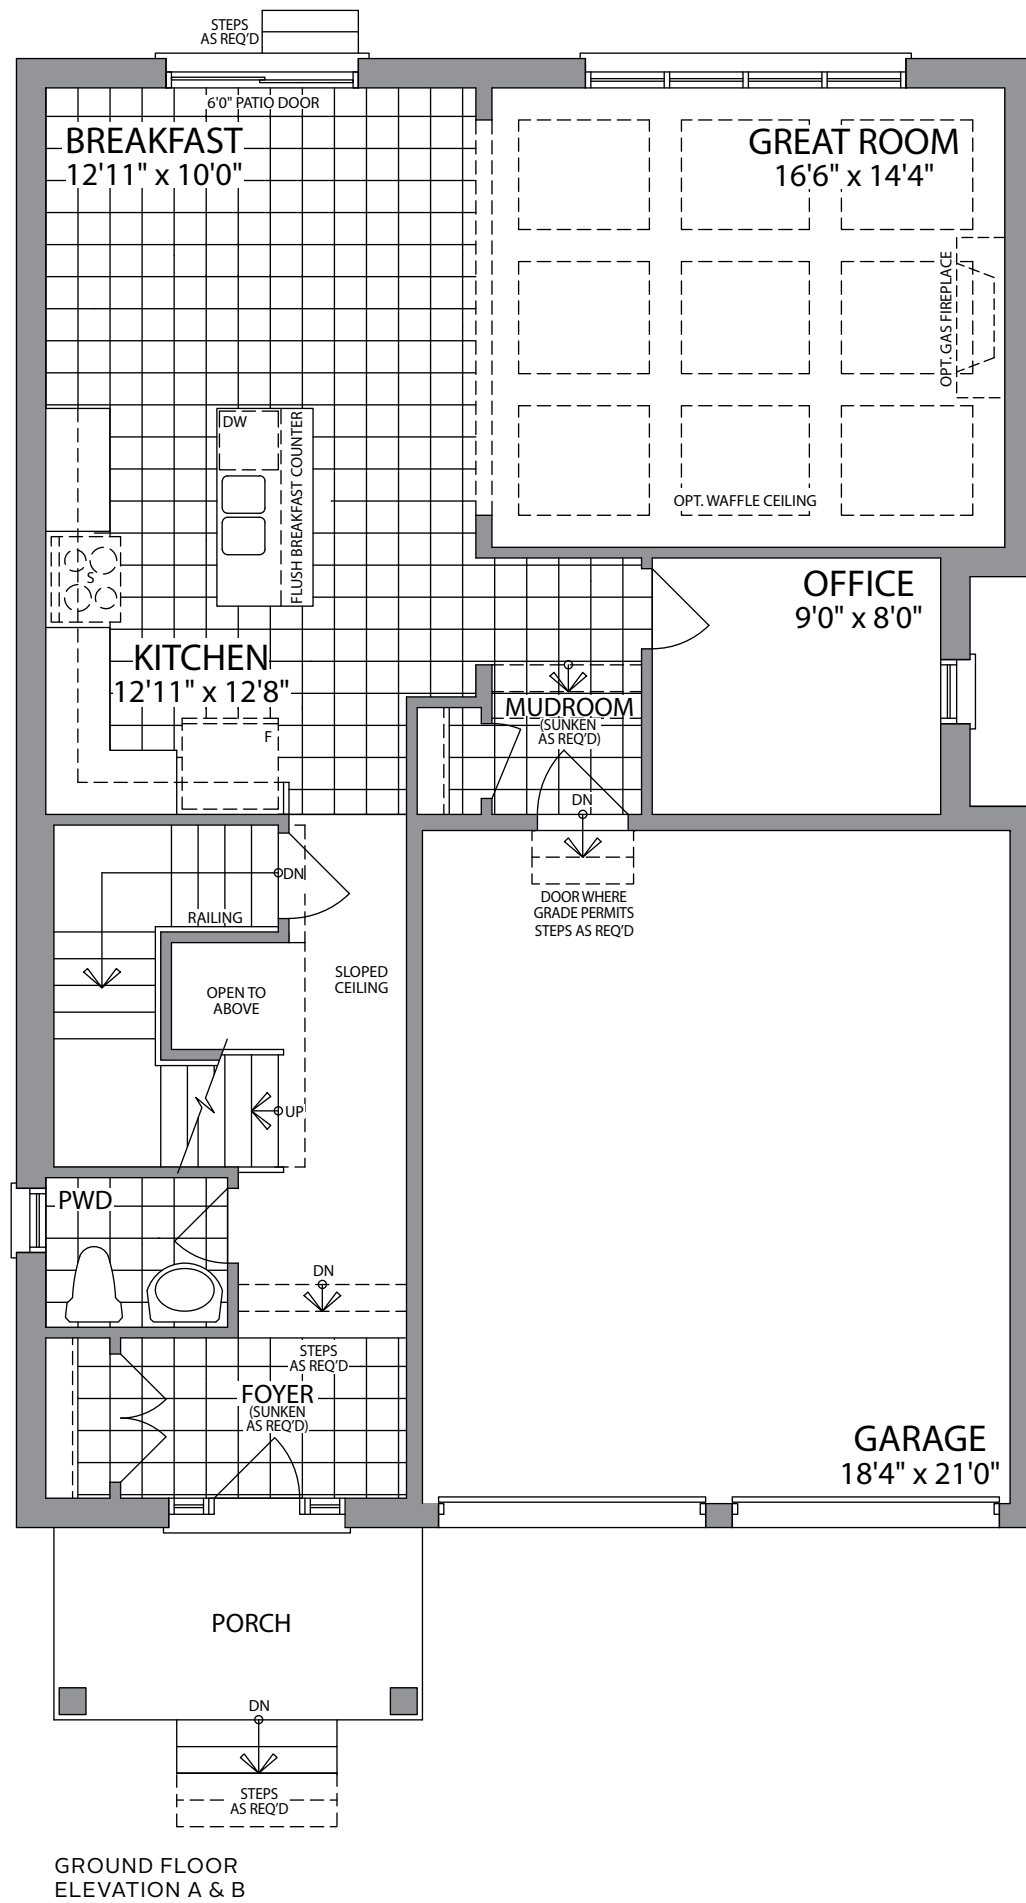 STEPS
AS REQ'D
6'0" PATIO DOOR
BREAKFAST
12'11" x 10'0"
GREAT ROOM
16'6" x 14'4"
OPT. GAS FIREPLACE
DW
FLUSH BREAKFAST COUNTER
OPT. WAFFLE CEILING
S
OFFICE
9'0" x 8'0"
KITCHEN
12'11" x 12'8"
F
MUDROOM
(SUNKEN
AS REQ'D)
DN
DN
DOOR WHERE
GRADE PERMITS
STEPS AS REQ'D
RAILING
SLOPED
CEILING
OPEN TO
ABOVE
UP
PWD
DN
STEPS
AS REQ'D
FOYER
(SUNKEN
AS REQ'D)
GARAGE
18'4" x 21'0"
PORCH
DN
STEPS
AS REQ'D
GROUND FLOOR
ELEVATION A & B